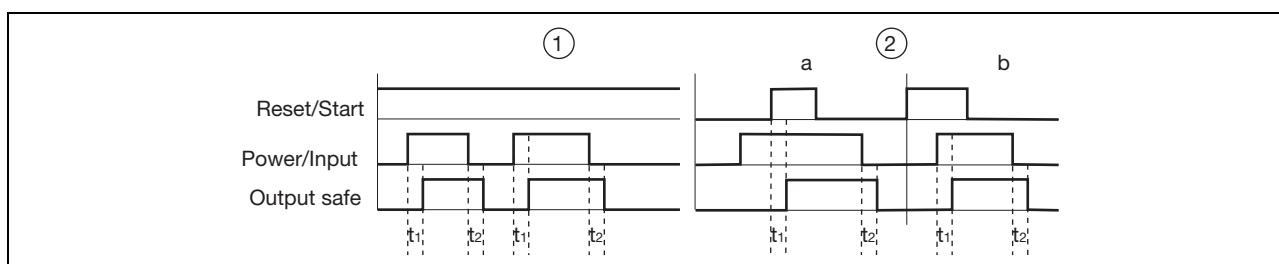 ① ②
a b
Reset/Start
Power/Input
Output safe
t1 t2 t1 t2 t1 t2 t1 t2